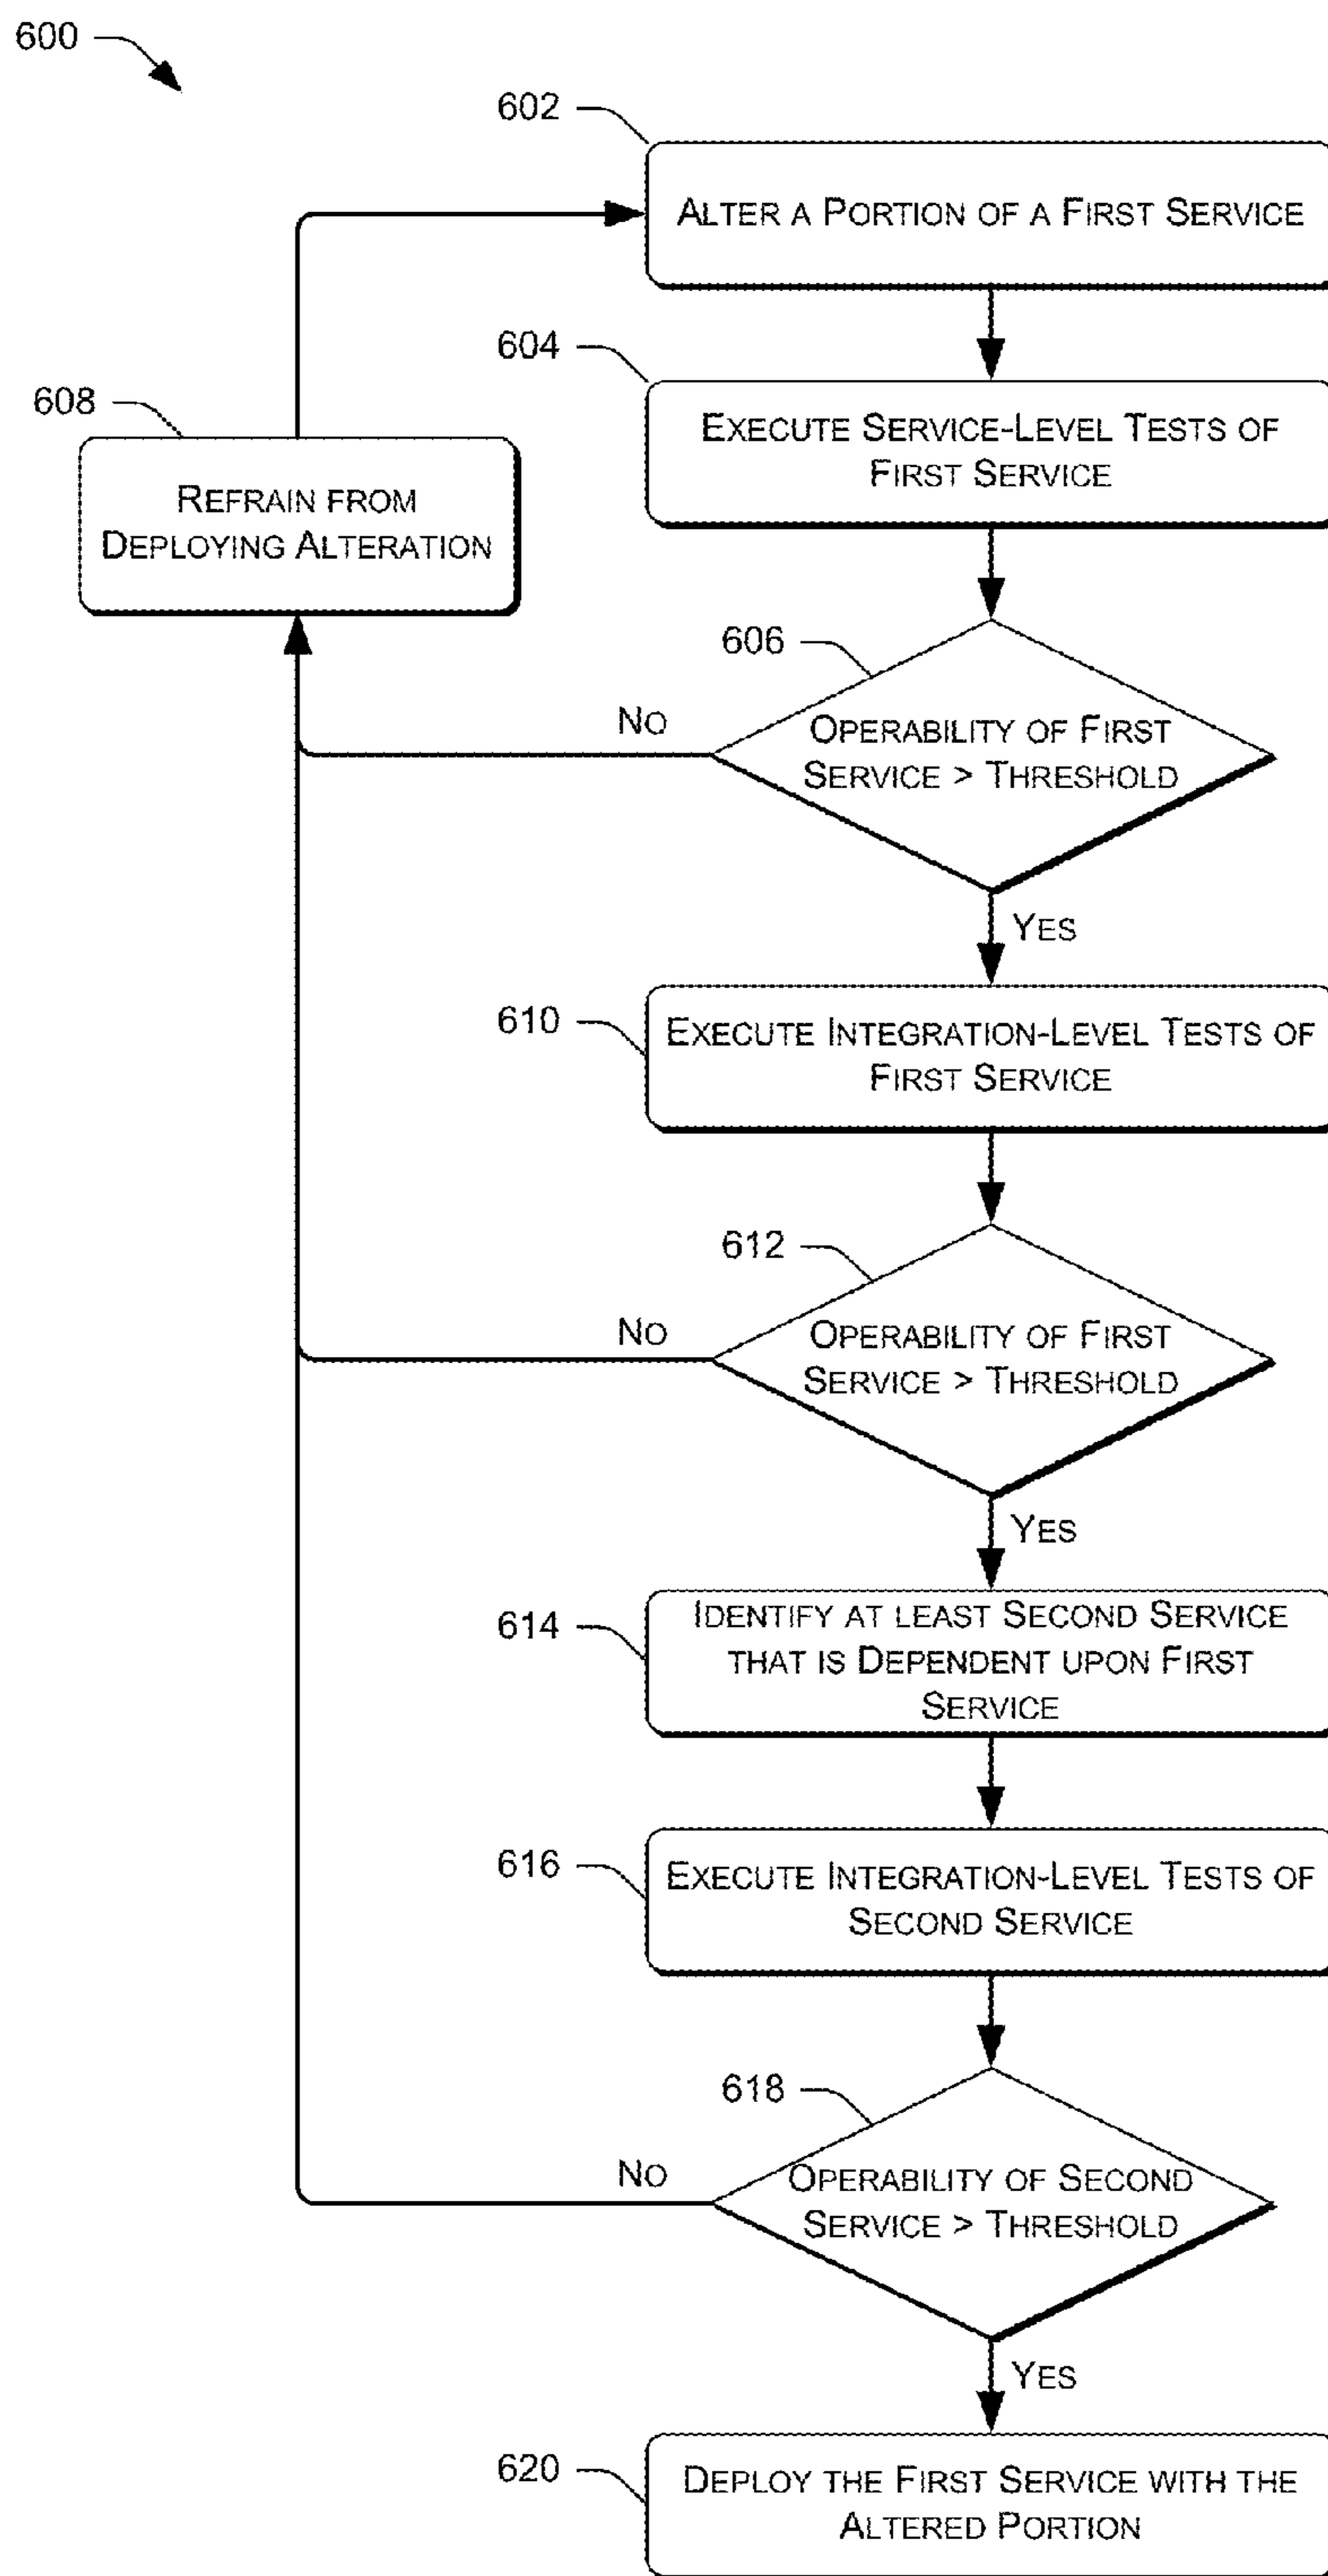 600
602
ALTER A PORTION OF A FIRST SERVICE
604
EXECUTE SERVICE-LEVEL TESTS OF
FIRST SERVICE
608
REFRAIN FROM
DEPLOYING ALTERATION
606
OPERABILITY OF FIRST
SERVICE > THRESHOLD
NO
YES
610
EXECUTE INTEGRATION-LEVEL TESTS OF
FIRST SERVICE
612
OPERABILITY OF FIRST
SERVICE > THRESHOLD
NO
YES
614
IDENTIFY AT LEAST SECOND SERVICE
THAT IS DEPENDENT UPON FIRST
SERVICE
616
EXECUTE INTEGRATION-LEVEL TESTS OF
SECOND SERVICE
618
OPERABILITY OF SECOND
SERVICE > THRESHOLD
NO
YES
620
DEPLOY THE FIRST SERVICE WITH THE
ALTERED PORTION